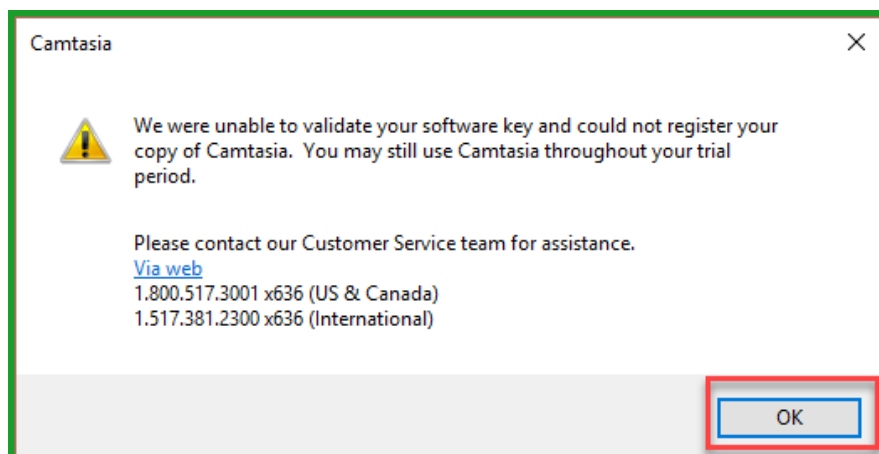 Camtasia
We were unable to validate your software key and could not register your
copy of Camtasia. You may still use Camtasia throughout your trial
period.
Please contact our Customer Service team for assistance.
Via web
1.800.517.3001 x636 (US & Canada)
1.517.381.2300 x636 (International)
OK